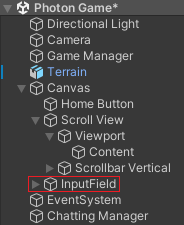 Photon Game*
Directional Light
Camera
Game Manager
Terrain
Canvas
Home Button
Scroll View
Viewport
Content
Scrollbar Vertical
InputField
EventSystem
Chatting Manager